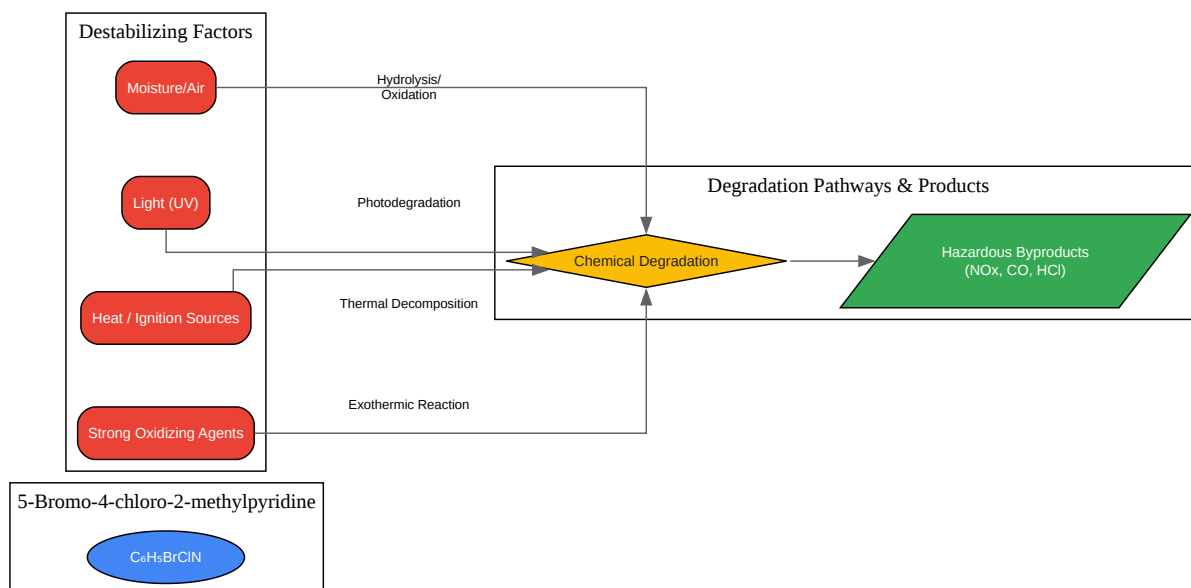 Destabilizing Factors
Moisture/Air
Hydrolysis/
Oxidation
Light (UV)
Photodegradation
Degradation Pathways & Products
Chemical Degradation
Hazardous Byproducts
(NOx, CO, HCl)
Heat / Ignition Sources
Thermal Decomposition
Strong Oxidizing Agents
Exothermic Reaction
5-Bromo-4-chloro-2-methylpyridine
C₆H₅BrClN